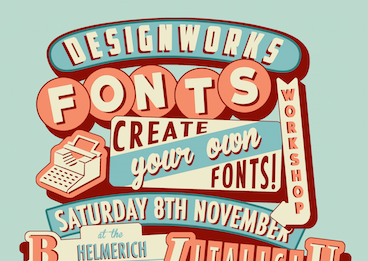 DESIGNWORKS
FONTS
WORKSHOP
CREATE
your own
FONTS!
SATURDAY 8TH NOVEMBER
at the
HELMERICH